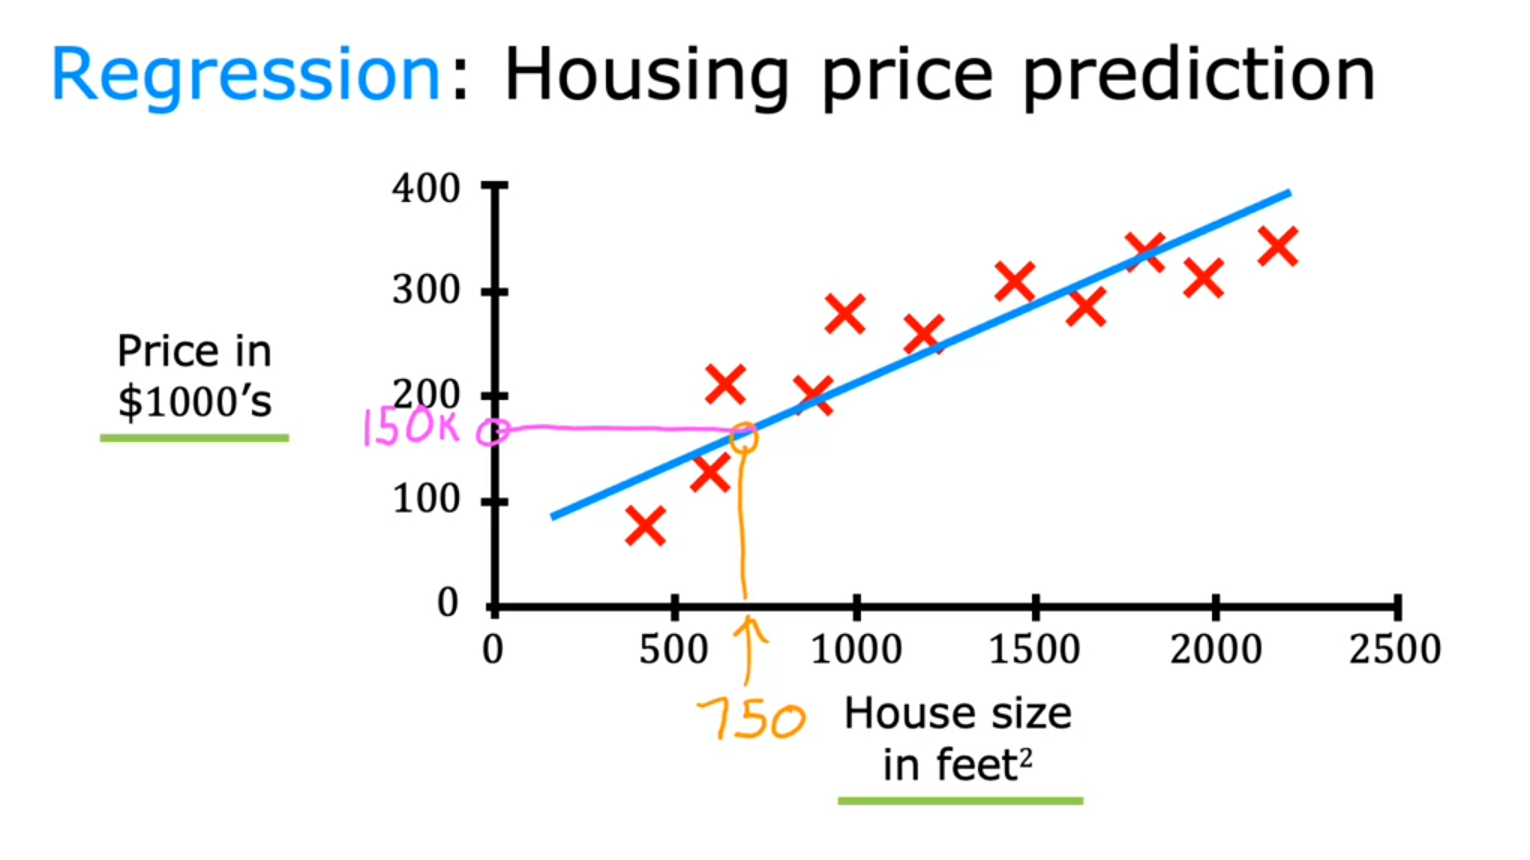 Regression: Housing price prediction
400
300
Price in
$1000's
200
150K
100
0
0 500 1000 1500 2000 2500
750
House size
in feet²